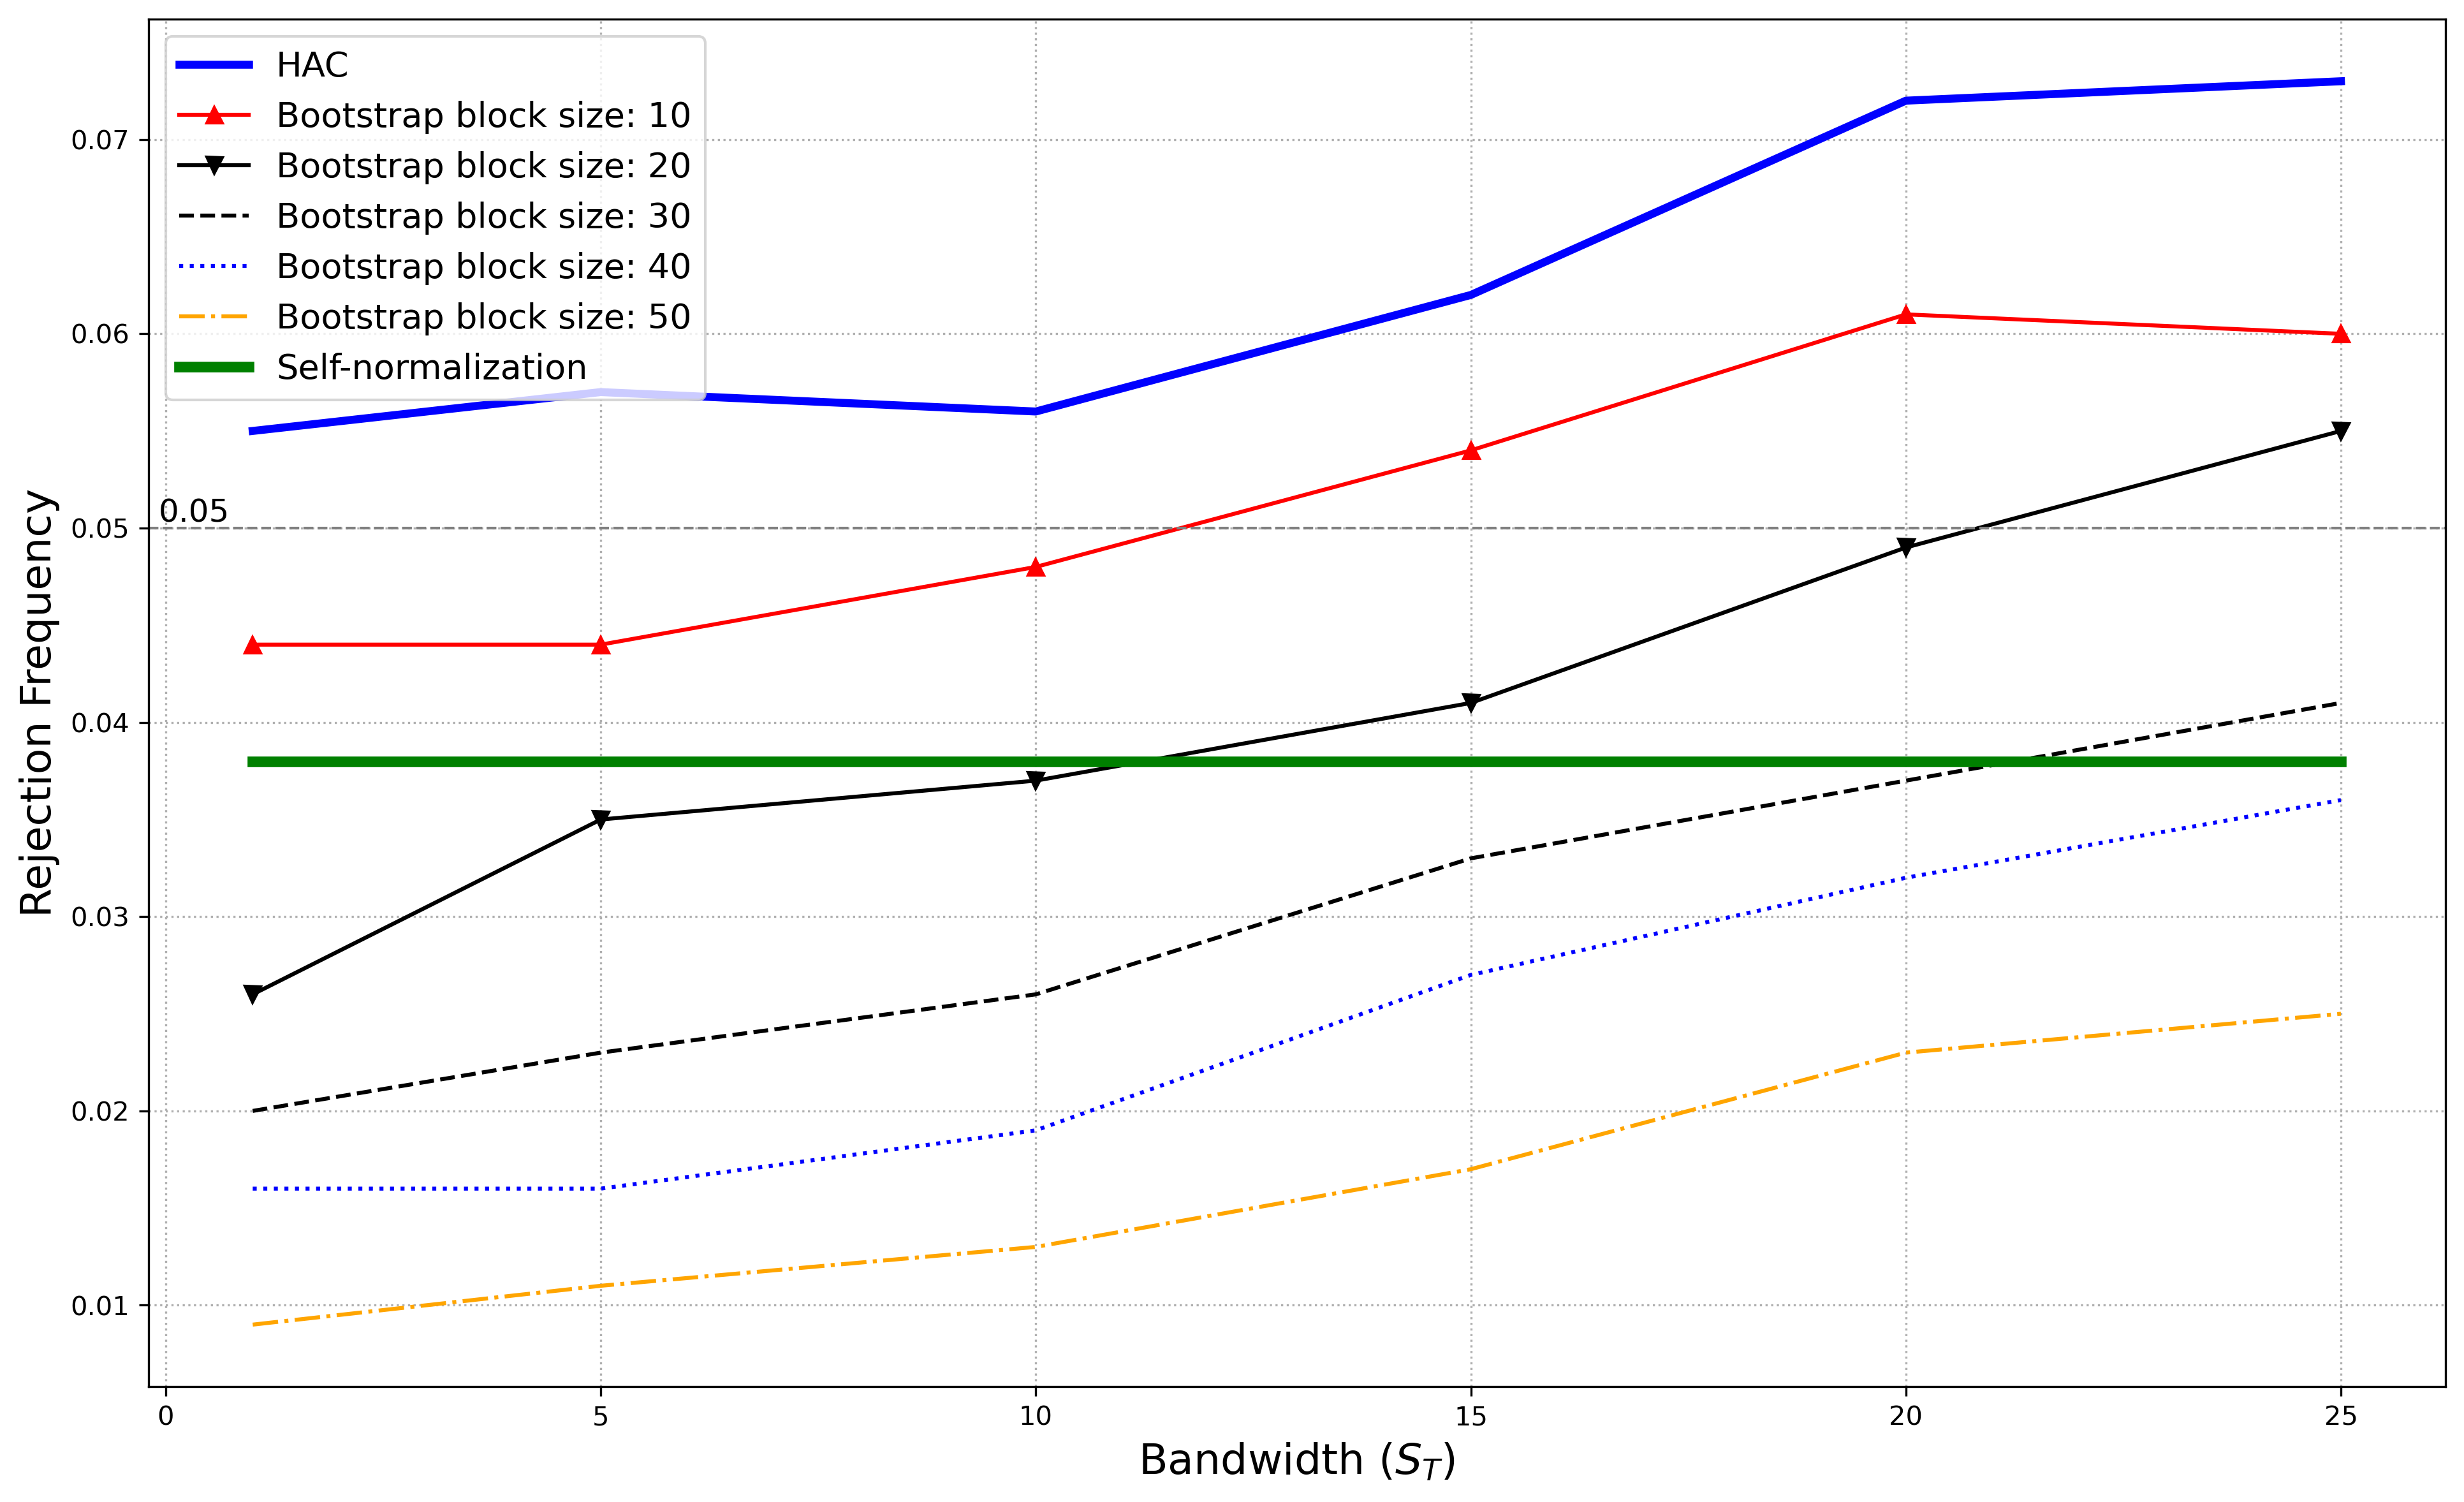 HAC
Bootstrap block size: 10
Bootstrap block size: 20
Bootstrap block size: 30
Bootstrap block size: 40
Bootstrap block size: 50
Self-normalization
0.07
0.06
0.05
0.05
0.04
0.03
0.02
0.01
Rejection Frequency
0 5 10 15 20 25
Bandwidth ($S_T$)